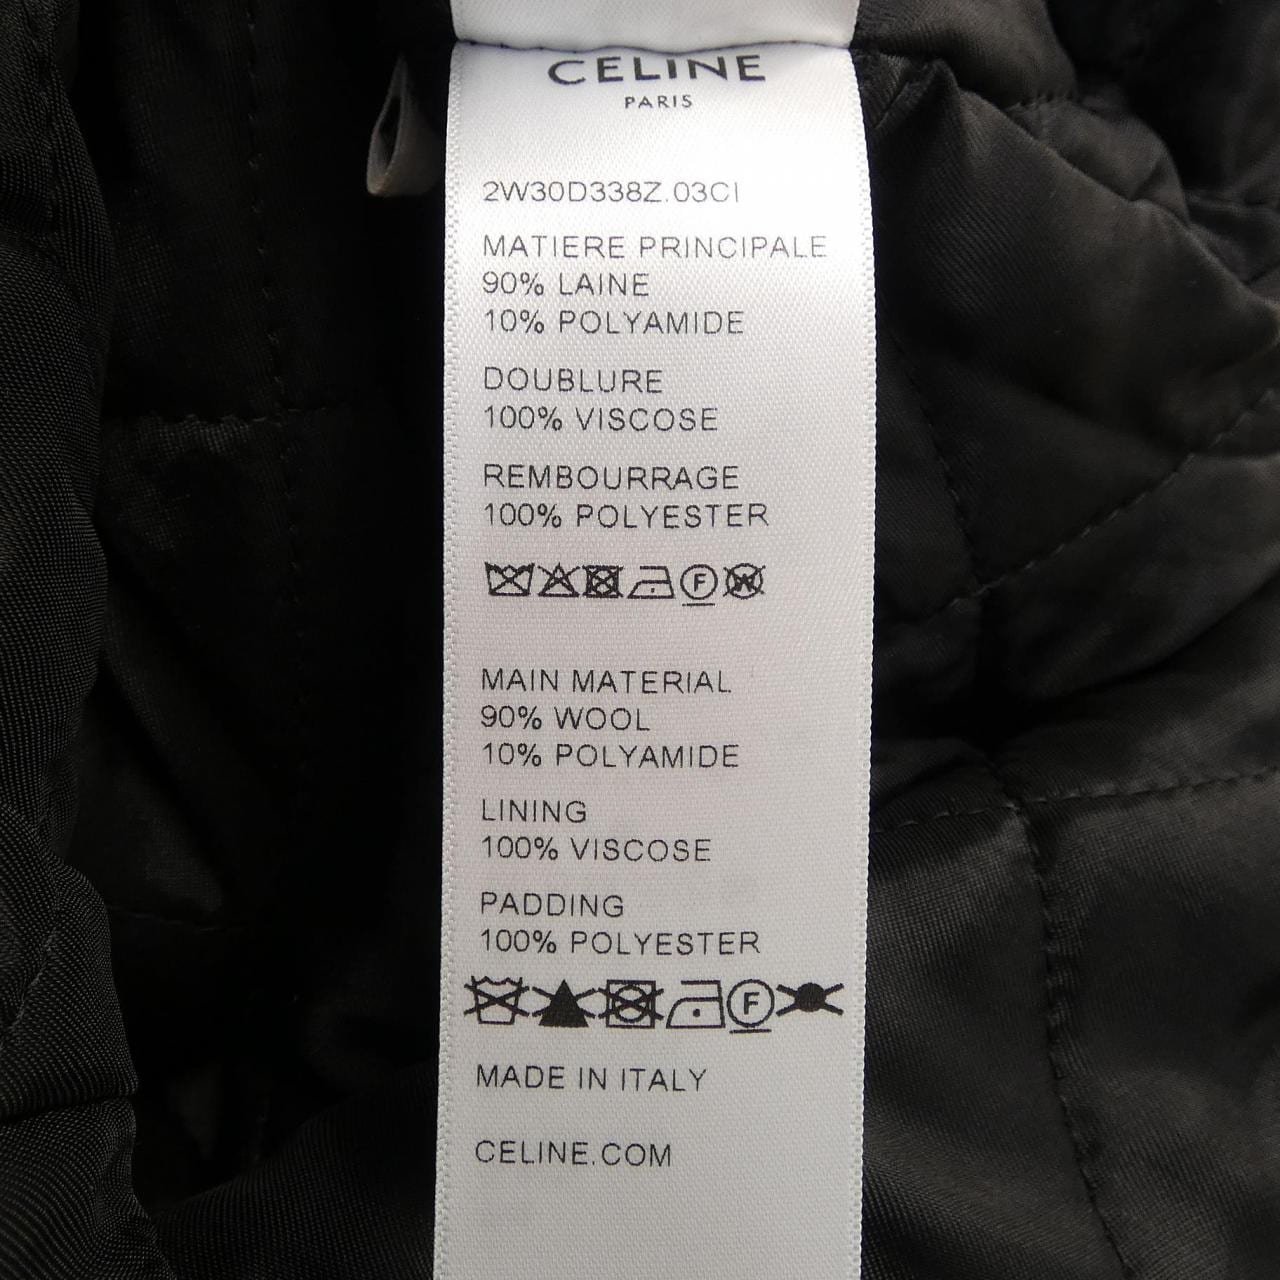 CELINE
PARIS
2W30D338Z.03CI
MATIERE PRINCIPALE
90% LAINE
10% POLYAMIDE
DOUBLURE
100% VISCOSE
REMBOURRAGE
100% POLYESTER
F W
MAIN MATERIAL
90% WOOL
10% POLYAMIDE
LINING
100% VISCOSE
PADDING
100% POLYESTER
F
MADE IN ITALY
CELINE.COM